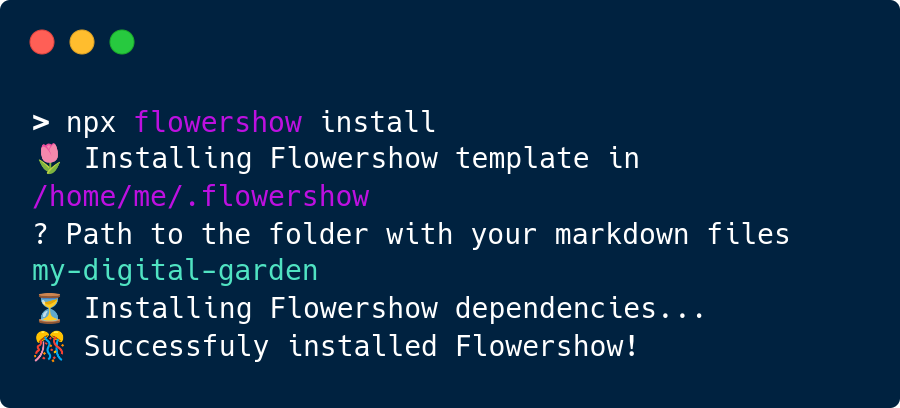 > npx flowershow install
🌷 Installing Flowershow template in
/home/me/.flowershow
? Path to the folder with your markdown files
my-digital-garden
⏳ Installing Flowershow dependencies...
🎊 Successfuly installed Flowershow!